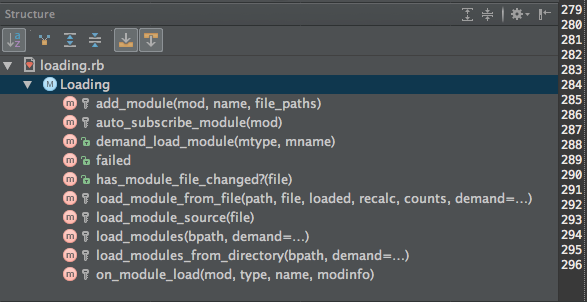 Structure
loading.rb
M Loading
m add_module(mod, name, file_paths)
m auto_subscribe_module(mod)
m demand_load_module(mtype, mname)
m failed
m has_module_file_changed?(file)
m load_module_from_file(path, file, loaded, recalc, counts, demand=...)
m load_module_source(file)
m load_modules(bpath, demand=...)
m load_modules_from_directory(bpath, demand=...)
m on_module_load(mod, type, name, modinfo)
279
280
281
282
283
284
285
286
287
288
289
290
291
292
293
294
295
296